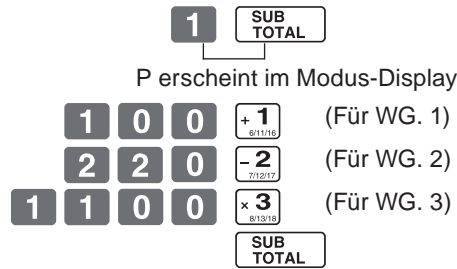 1 SUB TOTAL
P erscheint im Modus-Display
1 0 0 + 1 6/11/16 (Für WG. 1)
2 2 0 - 2 7/12/17 (Für WG. 2)
1 1 0 0 × 3 8/13/18 (Für WG. 3)
SUB TOTAL